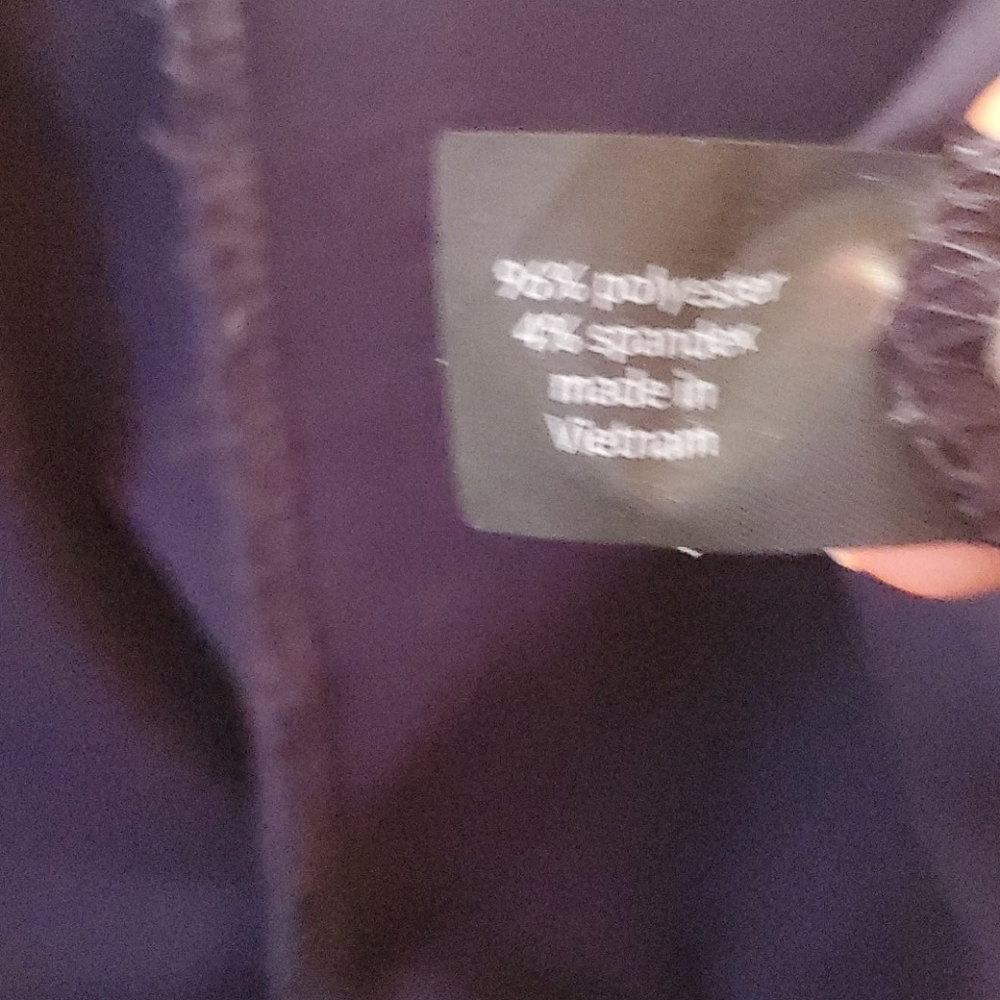 96% polyester
4% spandex
made in
Vietnam